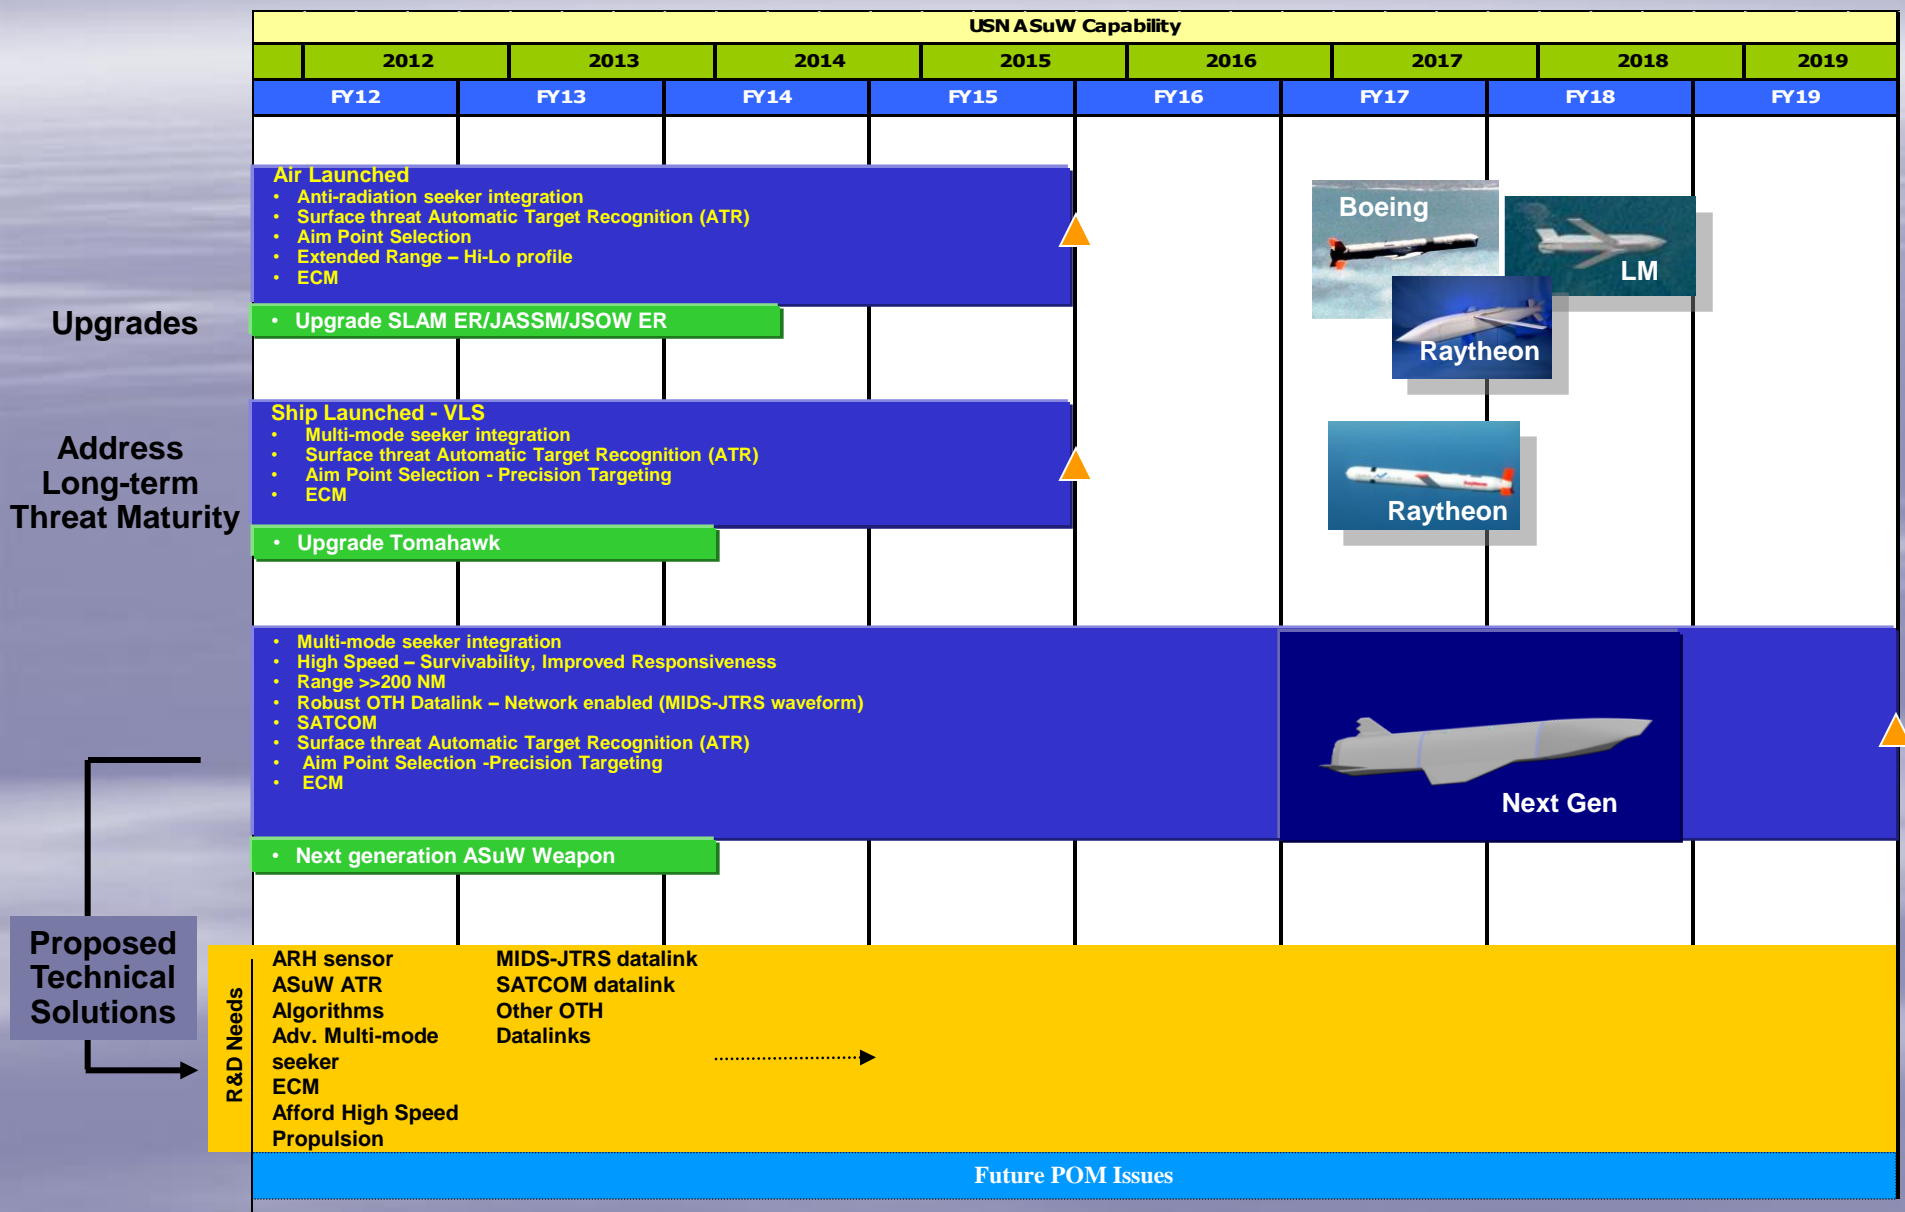 USN ASuW Capability
2012 2013 2014 2015 2016 2017 2018 2019
FY12 FY13 FY14 FY15 FY16 FY17 FY18 FY19
Air Launched
• Anti-radiation seeker integration
• Surface threat Automatic Target Recognition (ATR)
• Aim Point Selection
• Extended Range – Hi-Lo profile
• ECM
• Upgrade SLAM ER/JASSM/JSOW ER
Boeing
LM
Raytheon
Upgrades
Ship Launched - VLS
• Multi-mode seeker integration
• Surface threat Automatic Target Recognition (ATR)
• Aim Point Selection - Precision Targeting
• ECM
• Upgrade Tomahawk
Raytheon
Address
Long-term
Threat Maturity
• Multi-mode seeker integration
• High Speed – Survivability, Improved Responsiveness
• Range >>200 NM
• Robust OTH Datalink – Network enabled (MIDS-JTRS waveform)
• SATCOM
• Surface threat Automatic Target Recognition (ATR)
• Aim Point Selection -Precision Targeting
• ECM
Next Gen
• Next generation ASuW Weapon
Proposed
Technical
Solutions
R&D Needs
ARH sensor
ASuW ATR
Algorithms
Adv. Multi-mode
seeker
ECM
Afford High Speed
Propulsion
MIDS-JTRS datalink
SATCOM datalink
Other OTH
Datalinks
Future POM Issues